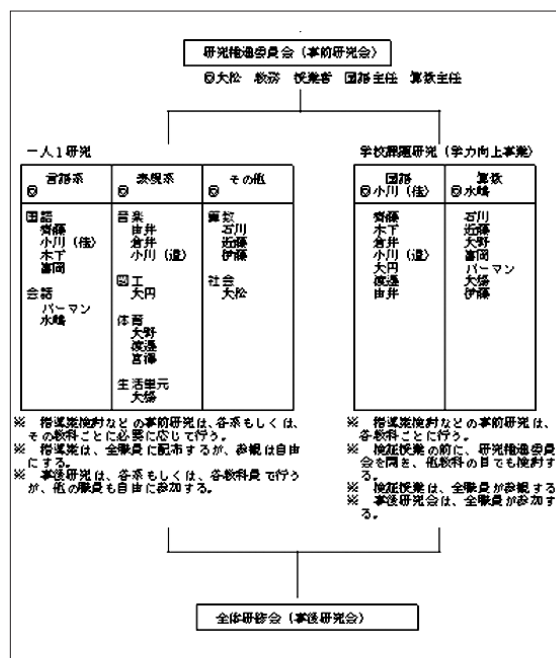 研究推進委員会（事前研究会）
大松 教務 授業者 国語主任 算数主任
一人１研究
言語系
表現系
その他
国語
齊藤
小川（佳）
木下
富岡
会話
バーマン
水嶋
音楽
由井
倉井
小川（道）
図工
大円
体育
大野
渡邉
宮澤
生活単元
大盛
算数
石川
近藤
伊藤
社会
大松
※ 指導案検討などの事前研究は、各系もしくは、
その教科ごとに必要に応じて行う。
※ 指導案は、全職員に配布するが、参観は自由
にする。
※ 事後研究は、各系もしくは、各教科員で行う
が、他の職員も自由に参加する。
学校課題研究（学力向上事業）
国語
小川（佳）
算数
水嶋
齊藤
木下
倉井
小川（道）
大円
渡邉
由井
石川
近藤
大野
富岡
バーマン
大盛
伊藤
※ 指導案検討などの事前研究は、
各教科ごとに行う。
※ 検証授業の前に、研究推進委員
会を開き、他教科の目でも検討す
る。
※ 検証授業は、全職員が参観する
※ 事後研究会は、全職員が参加す
る。
全体研修会（事後研究会）